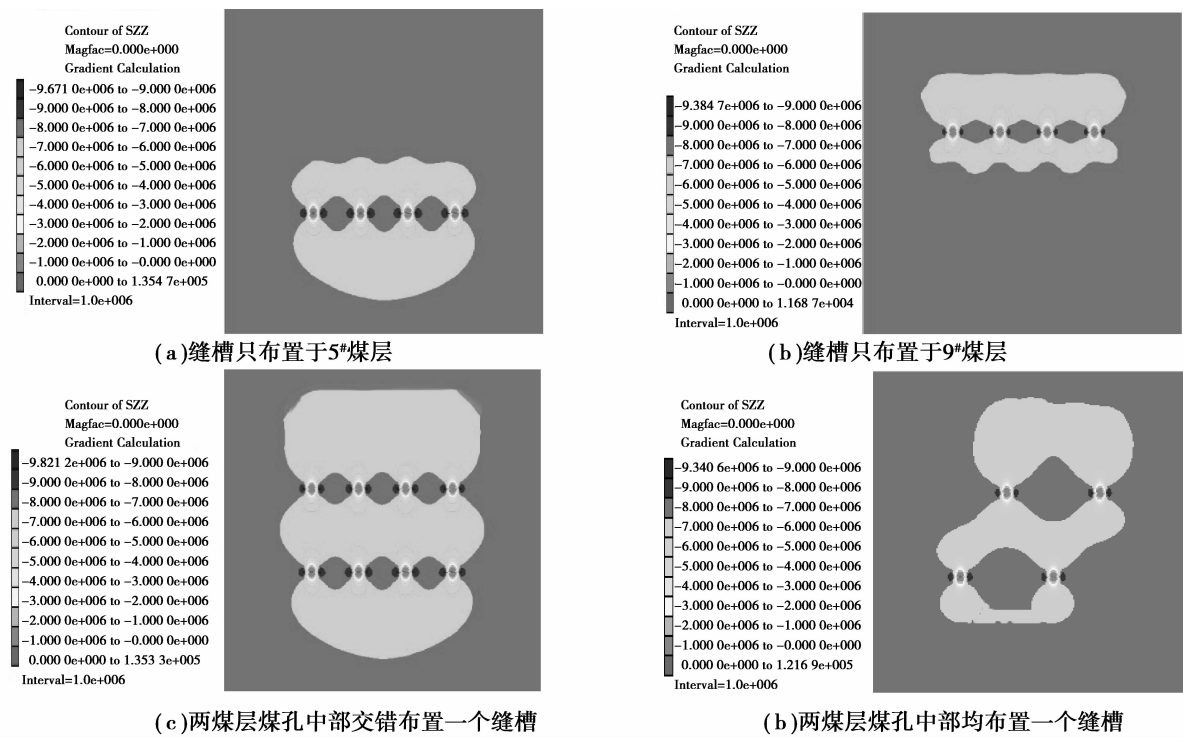 Contour of SZZ
Magfac=0.000e+000
Gradient Calculation
-9.671 0e+006 to -9.000 0e+006
-9.000 0e+006 to -8.000 0e+006
-8.000 0e+006 to -7.000 0e+006
-7.000 0e+006 to -6.000 0e+006
-6.000 0e+006 to -5.000 0e+006
-5.000 0e+006 to -4.000 0e+006
-4.000 0e+006 to -3.000 0e+006
-3.000 0e+006 to -2.000 0e+006
-2.000 0e+006 to -1.000 0e+006
-1.000 0e+006 to -0.000 0e+000
0.000 0e+000 to 1.354 7e+005
Interval=1.0e+006
(a)缝槽只布置于5#煤层
Contour of SZZ
Magfac=0.000e+000
Gradient Calculation
-9.384 7e+006 to -9.000 0e+006
-9.000 0e+006 to -8.000 0e+006
-8.000 0e+006 to -7.000 0e+006
-7.000 0e+006 to -6.000 0e+006
-6.000 0e+006 to -5.000 0e+006
-5.000 0e+006 to -4.000 0e+006
-4.000 0e+006 to -3.000 0e+006
-3.000 0e+006 to -2.000 0e+006
-2.000 0e+006 to -1.000 0e+006
-1.000 0e+006 to -0.000 0e+000
0.000 0e+000 to 1.168 7e+004
Interval=1.0e+006
(b)缝槽只布置于9#煤层
Contour of SZZ
Magfac=0.000e+000
Gradient Calculation
-9.821 2e+006 to -9.000 0e+006
-9.000 0e+006 to -8.000 0e+006
-8.000 0e+006 to -7.000 0e+006
-7.000 0e+006 to -6.000 0e+006
-6.000 0e+006 to -5.000 0e+006
-5.000 0e+006 to -4.000 0e+006
-4.000 0e+006 to -3.000 0e+006
-3.000 0e+006 to -2.000 0e+006
-2.000 0e+006 to -1.000 0e+006
-1.000 0e+006 to -0.000 0e+000
0.000 0e+000 to 1.353 3e+005
Interval=1.0e+006
(c)两煤层煤孔中部交错布置一个缝槽
Contour of SZZ
Magfac=0.000e+000
Gradient Calculation
-9.340 6e+006 to -9.000 0e+006
-9.000 0e+006 to -8.000 0e+006
-8.000 0e+006 to -7.000 0e+006
-7.000 0e+006 to -6.000 0e+006
-6.000 0e+006 to -5.000 0e+006
-5.000 0e+006 to -4.000 0e+006
-4.000 0e+006 to -3.000 0e+006
-3.000 0e+006 to -2.000 0e+006
-2.000 0e+006 to -1.000 0e+006
-1.000 0e+006 to -0.000 0e+000
0.000 0e+000 to 1.216 9e+005
Interval=1.0e+006
(b)两煤层煤孔中部均布置一个缝槽